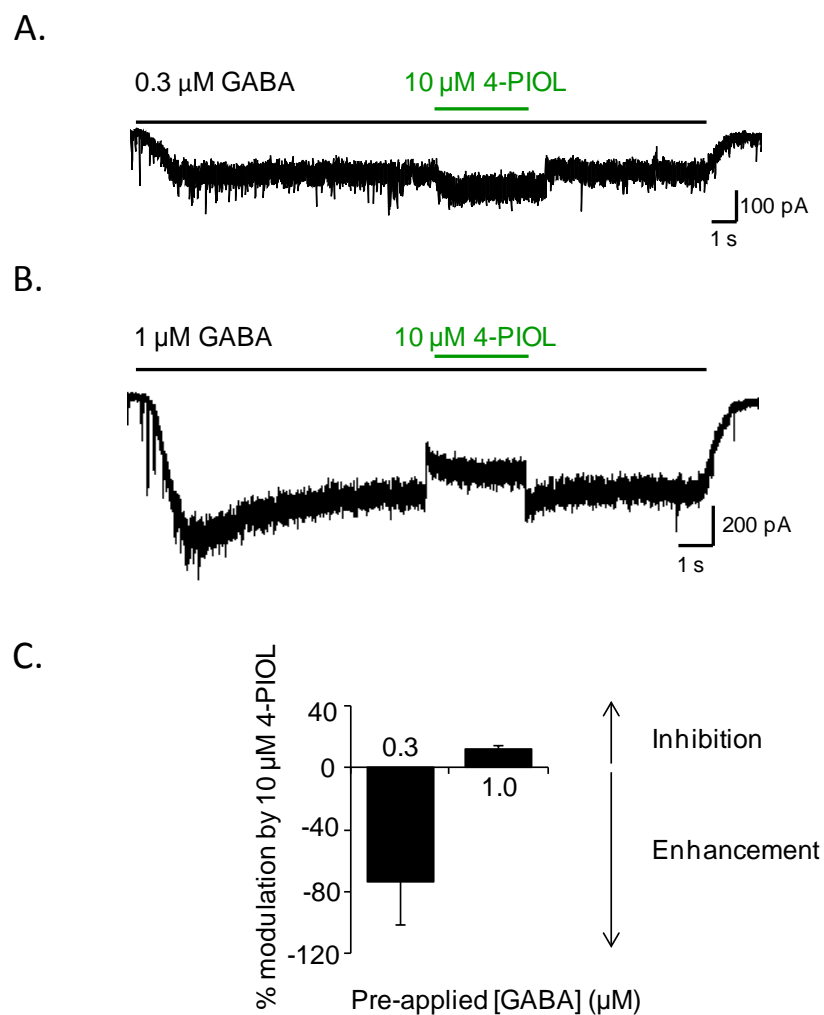 A.
0.3 µM GABA
10 µM 4-PIOL
100 pA
1 s
B.
1 µM GABA
10 µM 4-PIOL
200 pA
1 s
C.
% modulation by 10 µM 4-PIOL
40
0
-40
-80
-120
0.3
1.0
Inhibition
Enhancement
Pre-applied [GABA] (µM)